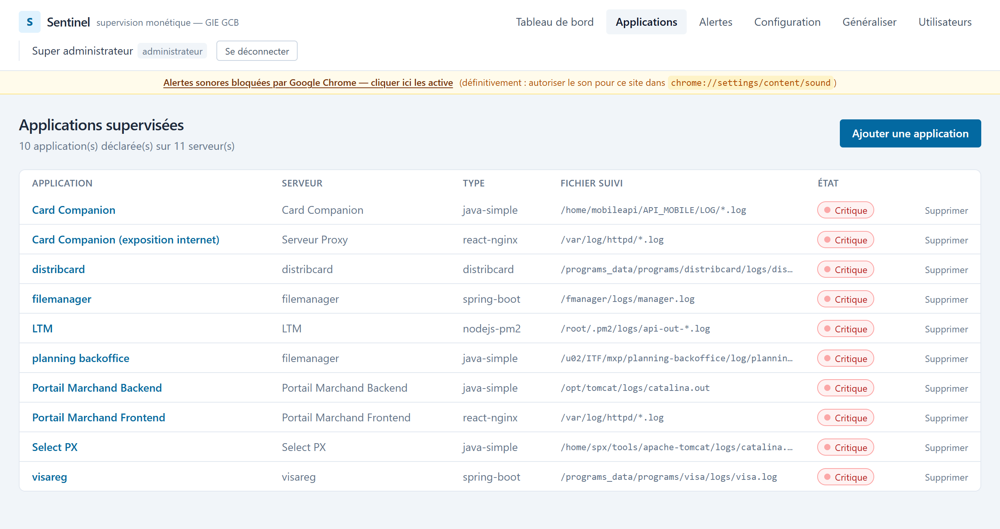 S Sentinel supervision monétique — GIE GCB Tableau de bord Applications Alertes Configuration Généraliser Utilisateurs
Super administrateur administrateur Se déconnecter
Alertes sonores bloquées par Google Chrome — cliquer ici les active (définitivement : autoriser le son pour ce site dans chrome://settings/content/sound)
Applications supervisées
10 application(s) déclarée(s) sur 11 serveur(s)
Ajouter une application
APPLICATION SERVEUR TYPE FICHIER SUIVI ÉTAT
Card Companion Card Companion java-simple /home/mobileapi/API_MOBILE/LOG/*.log Critique Supprimer
Card Companion (exposition internet) Serveur Proxy react-nginx /var/log/httpd/*.log Critique Supprimer
distribcard distribcard distribcard /programs_data/programs/distribcard/logs/dis… Critique Supprimer
filemanager filemanager spring-boot /fmanager/logs/manager.log Critique Supprimer
LTM LTM nodejs-pm2 /root/.pm2/logs/api-out-*.log Critique Supprimer
planning backoffice filemanager java-simple /u02/ITF/mxp/planning-backoffice/log/plannin… Critique Supprimer
Portail Marchand Backend Portail Marchand Backend java-simple /opt/tomcat/logs/catalina.out Critique Supprimer
Portail Marchand Frontend Portail Marchand Frontend react-nginx /var/log/httpd/*.log Critique Supprimer
Select PX Select PX java-simple /home/spx/tools/apache-tomcat/logs/catalina.… Critique Supprimer
visareg visareg spring-boot /programs_data/programs/visa/logs/visa.log Critique Supprimer